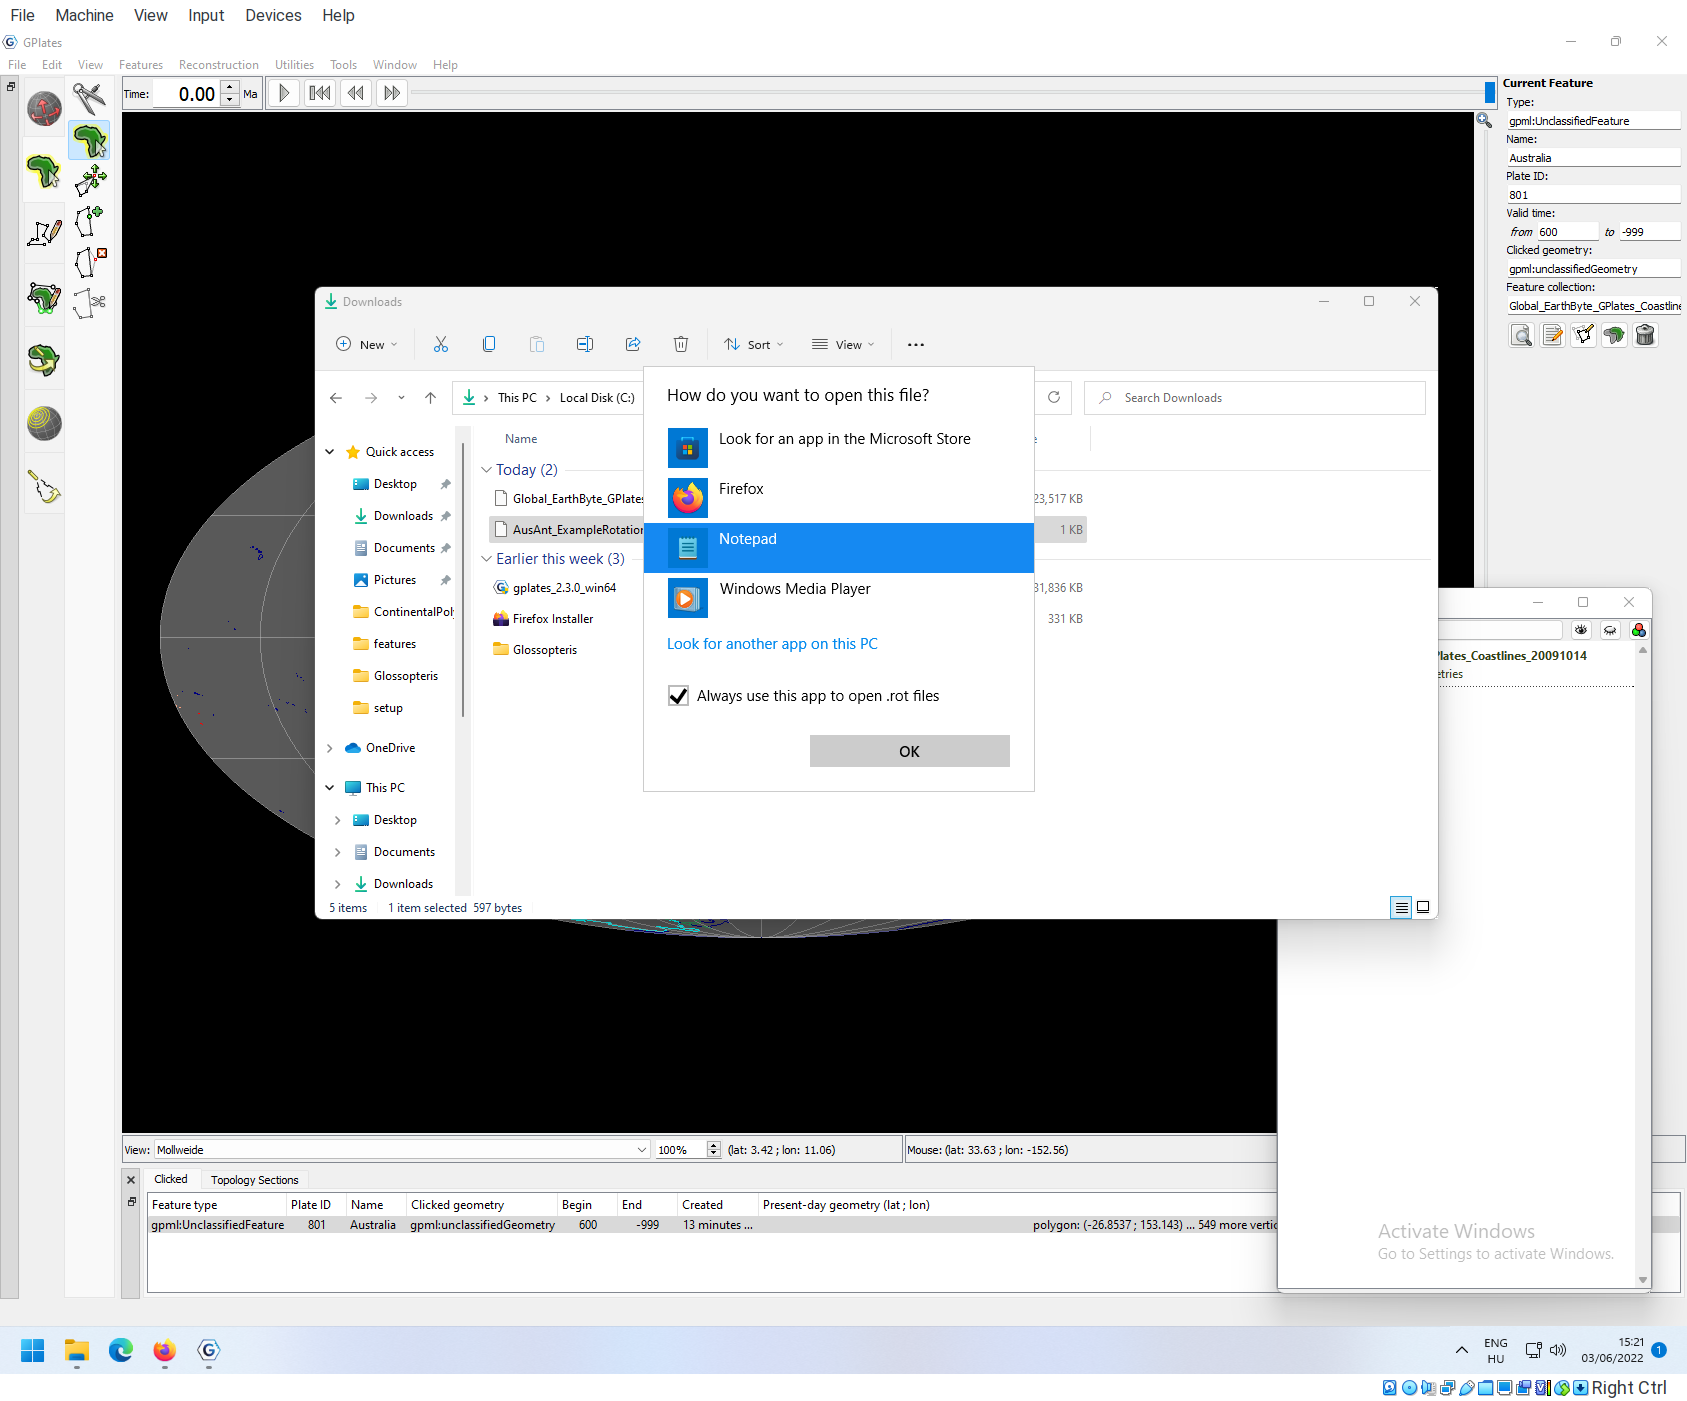 File Machine View Input Devices Help
GPlates
File Edit View Features Reconstruction Utilities Tools Window Help
Time: 0.00 Ma
Current Feature
Type:
gpml:UnclassifiedFeature
Name:
Australia
Plate ID:
801
Valid time:
from 600 to -999
Clicked geometry:
gpml:unclassifiedGeometry
Feature collection:
Global_EarthByte_GPlates_Coastline
Downloads
New Sort View
This PC Local Disk (C:) Search Downloads
Quick access
Desktop
Downloads
Documents
Pictures
ContinentalPol
features
Glossopteris
setup
OneDrive
This PC
Desktop
Documents
Downloads
Name
Today (2)
Global_EarthByte_GPlates 23,517 KB
AusAnt_ExampleRotation 1 KB
Earlier this week (3)
gplates_2.3.0_win64 31,836 KB
Firefox Installer 331 KB
Glossopteris
5 items 1 item selected 597 bytes
How do you want to open this file?
Look for an app in the Microsoft Store
Firefox
Notepad
Windows Media Player
Look for another app on this PC
Always use this app to open .rot files
OK
Plates_Coastlines_20091014
etries
View: Mollweide 100% (lat: 3.42 ; lon: 11.06) Mouse: (lat: 33.63 ; lon: -152.56)
Clicked Topology Sections
Feature type Plate ID Name Clicked geometry Begin End Created Present-day geometry (lat ; lon)
gpml:UnclassifiedFeature 801 Australia gpml:unclassifiedGeometry 600 -999 13 minutes ... polygon: (-26.8537 ; 153.143) ... 549 more vertic
Activate Windows
Go to Settings to activate Windows.
ENG
HU
15:21
03/06/2022
1
Right Ctrl